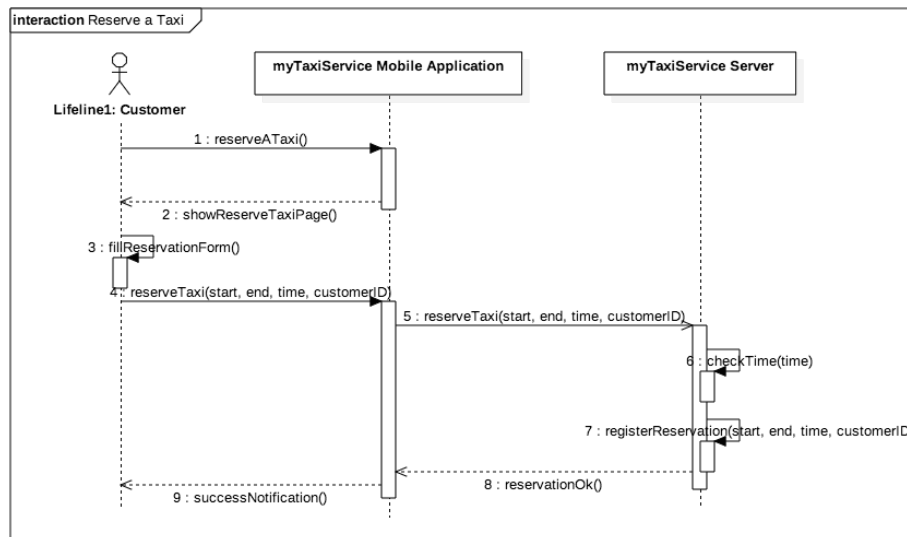 interaction Reserve a Taxi
myTaxiService Mobile Application
myTaxiService Server
Lifeline1: Customer
1 : reserveATaxi()
2 : showReserveTaxiPage()
3 : fillReservationForm()
4 : reserveTaxi(start, end, time, customerID)
5 : reserveTaxi(start, end, time, customerID)
6 : checkTime(time)
7 : registerReservation(start, end, time, customerID
8 : reservationOk()
9 : successNotification()